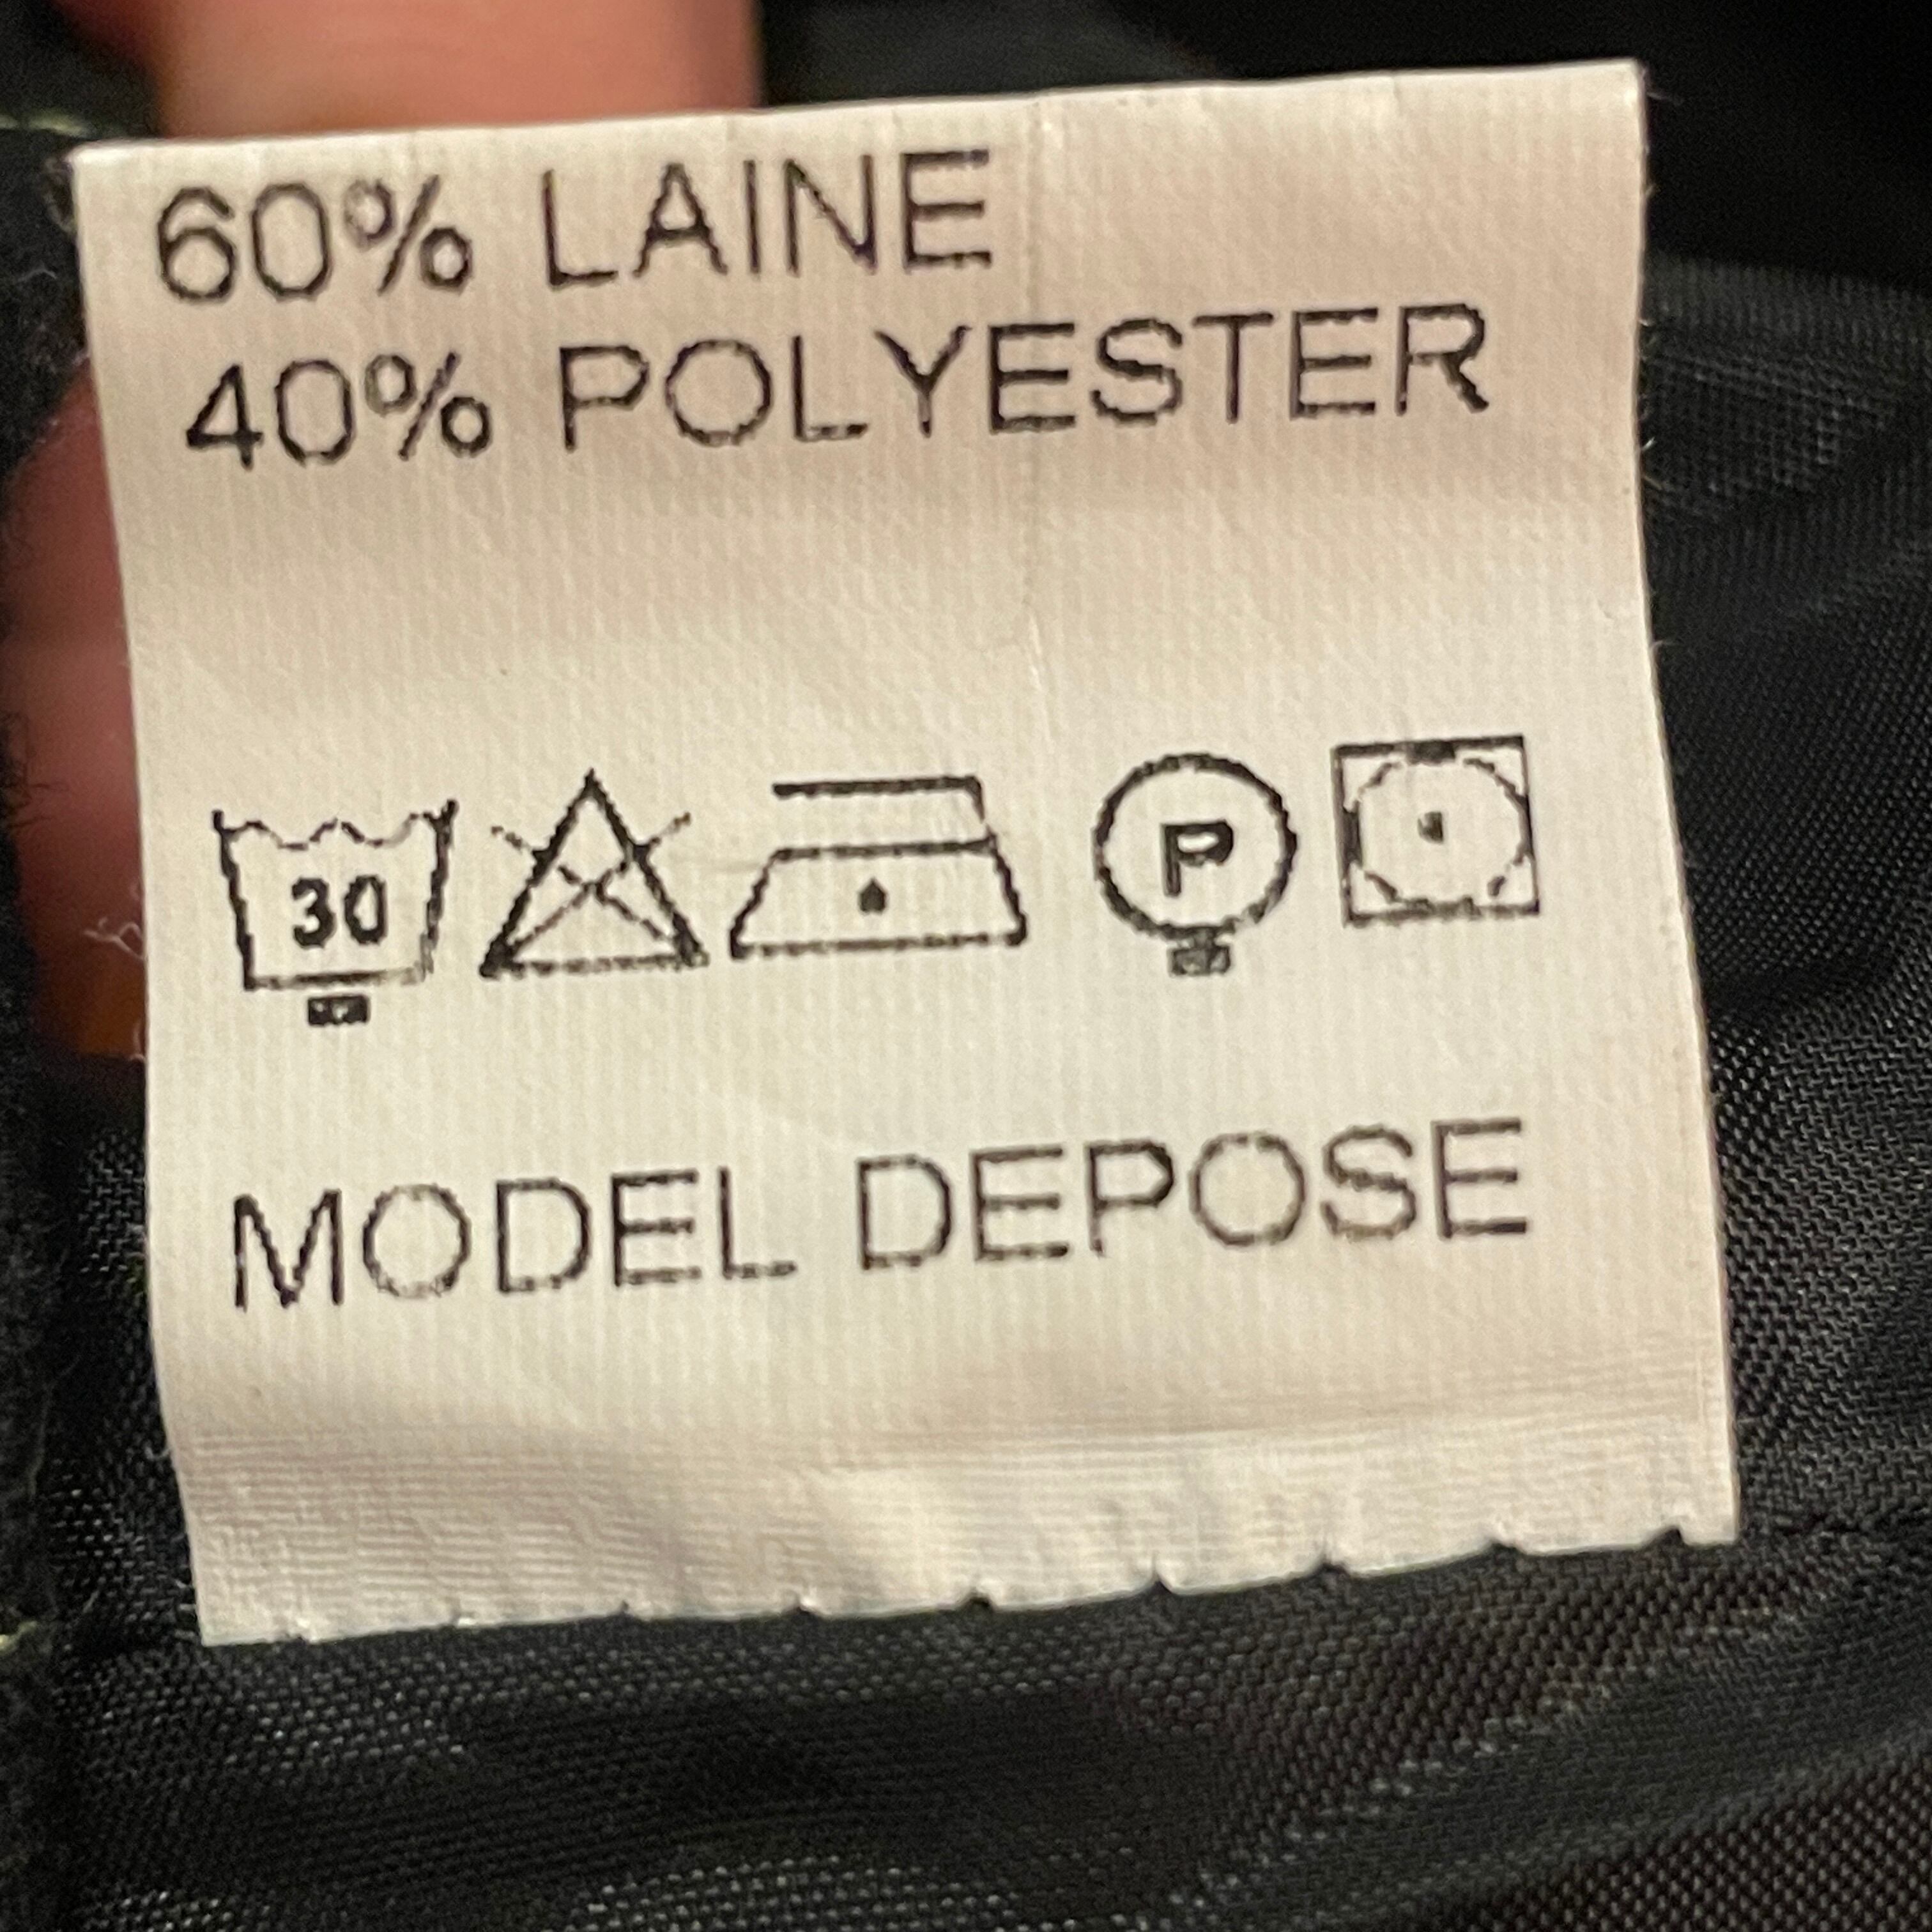 60% LAINE
40% POLYESTER
30 P
MODEL DEPOSE